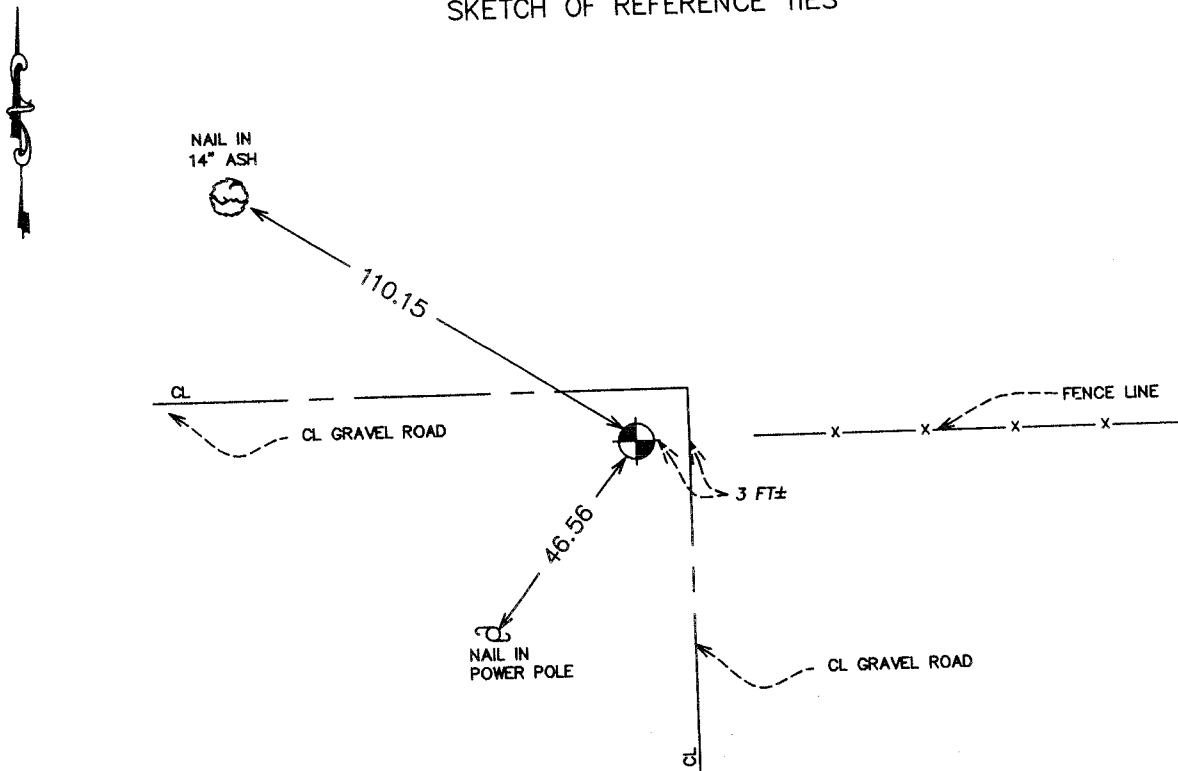 SKETCH OF REFERENCE TIES
NAIL IN
14" ASH
110.15
CL
CL GRAVEL ROAD
FENCE LINE
X X X X
3 FT±
46.56
NAIL IN
POWER POLE
CL GRAVEL ROAD
CL